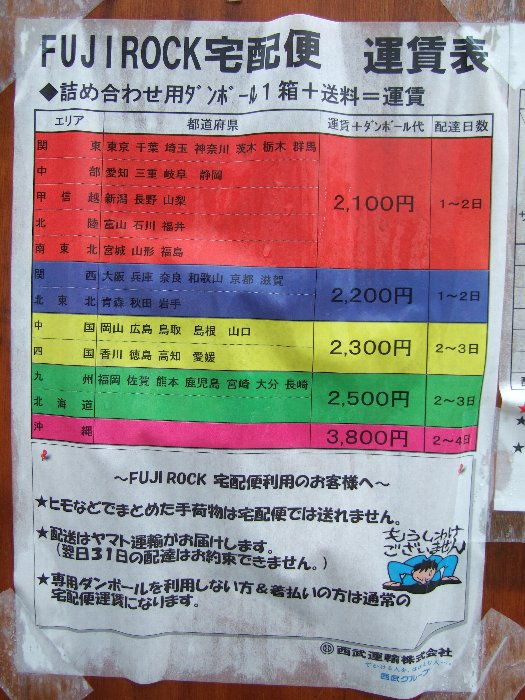 FUJIROCK宅配便　運賃表
◆詰め合わせ用ﾀﾞﾝﾎﾞｰﾙ１箱＋送料＝運賃
エリア　都道府県　運賃＋ダンボール代　配達日数
関東　東京 千葉 埼玉 神奈川 茨木 栃木 群馬
中部　愛知 三重 岐阜　静岡
甲信越　新潟 長野 山梨
2,100円　1～2日
北陸　富山 石川 福井
南東北　宮城 山形 福島
関西　大阪 兵庫 奈良 和歌山 京都 滋賀
2,200円　1～2日
北東北　青森 秋田 岩手
中国　岡山 広島 鳥取　島根　山口
2,300円　2～3日
四国　香川 徳島 高知　愛媛
九州　福岡 佐賀 熊本 鹿児島 宮崎 大分 長崎
2,500円　2～3日
北海道
沖縄　3,800円　2～4日
～FUJI ROCK 宅配便利用のお客様へ～
★ヒモなどでまとめた手荷物は宅配便では送れません。
★配送はヤマト運輸がお届けします。
（翌日31日の配達はお約束できません。）
もうしわけ
ございません
★専用ダンボールを利用しない方＆着払いの方は通常の
宅配便運賃になります。
西武運輸株式会社
西武グループ